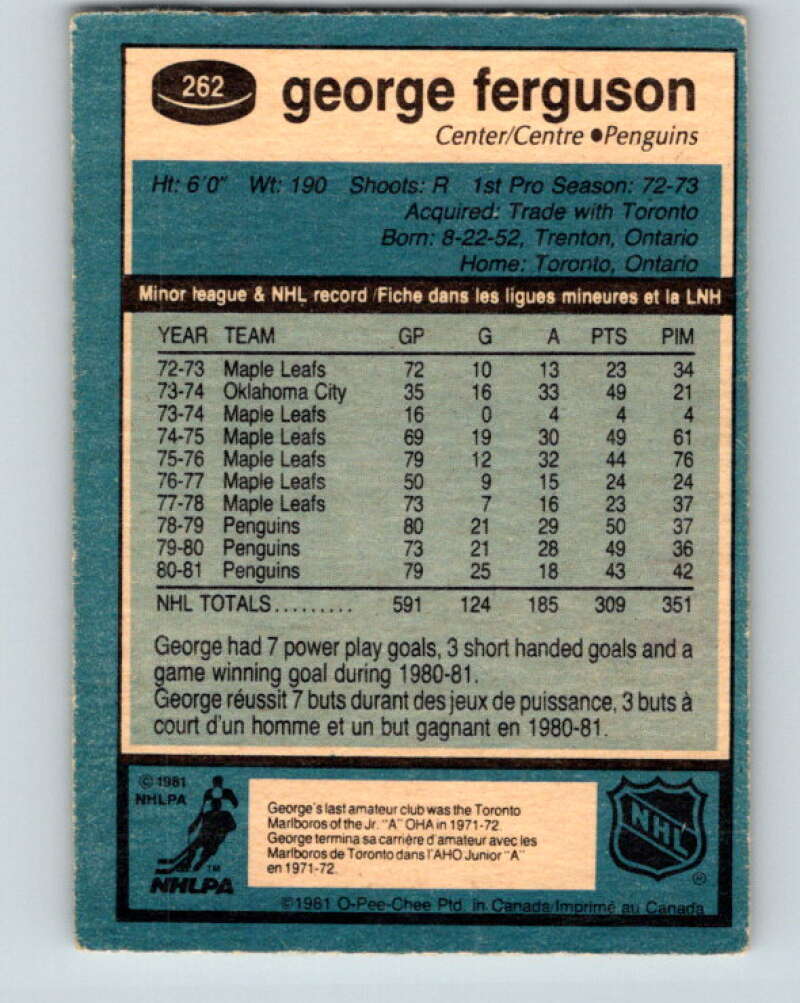 262
george ferguson
Center/Centre ●Penguins
Ht: 6'0" Wt: 190 Shoots: R 1st Pro Season: 72-73
Acquired: Trade with Toronto
Born: 8-22-52, Trenton, Ontario
Home: Toronto, Ontario
Minor league & NHL record/Fiche dans les ligues mineures et la LNH
YEAR TEAM GP G A PTS PIM
72-73 Maple Leafs 72 10 13 23 34
73-74 Oklahoma City 35 16 33 49 21
73-74 Maple Leafs 16 0 4 4 4
74-75 Maple Leafs 69 19 30 49 61
75-76 Maple Leafs 79 12 32 44 76
76-77 Maple Leafs 50 9 15 24 24
77-78 Maple Leafs 73 7 16 23 37
78-79 Penguins 80 21 29 50 37
79-80 Penguins 73 21 28 49 36
80-81 Penguins 79 25 18 43 42
NHL TOTALS......... 591 124 185 309 351
George had 7 power play goals, 3 short handed goals and a
game winning goal during 1980-81.
George réussit 7 buts durant des jeux de puissance, 3 buts à
court d'un homme et un but gagnant en 1980-81.
© 1981
NHLPA
TM
NHLPA
George's last amateur club was the Toronto
Marlboros of the Jr. "A" OHA in 1971-72.
George termina sa carrière d'amateur avec les
Marlboros de Toronto dans l'AHO Junior "A"
en 1971-72.
NHL
®
©1981 O-Pee-Chee Ptd. in Canada/Imprimé au Canada